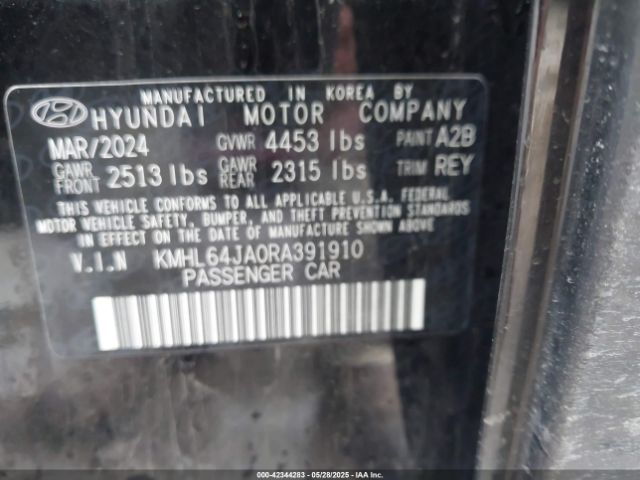 MANUFACTURED IN KOREA BY
HYUNDAI MOTOR COMPANY
MAR/2024 GVWR 4453 lbs PAINT A2B
GAWR FRONT 2513 lbs GAWR REAR 2315 lbs TRIM REY
THIS VEHICLE CONFORMS TO ALL APPLICABLE U.S.A. FEDERAL
MOTOR VEHICLE SAFETY, BUMPER, AND THEFT PREVENTION STANDARDS
IN EFFECT ON THE DATE OF MANUFACTURE SHOWN ABOVE.
V.I.N KMHL64JA0RA391910
PASSENGER CAR
000-42344283 - 05/28/2025 - IAA Inc.